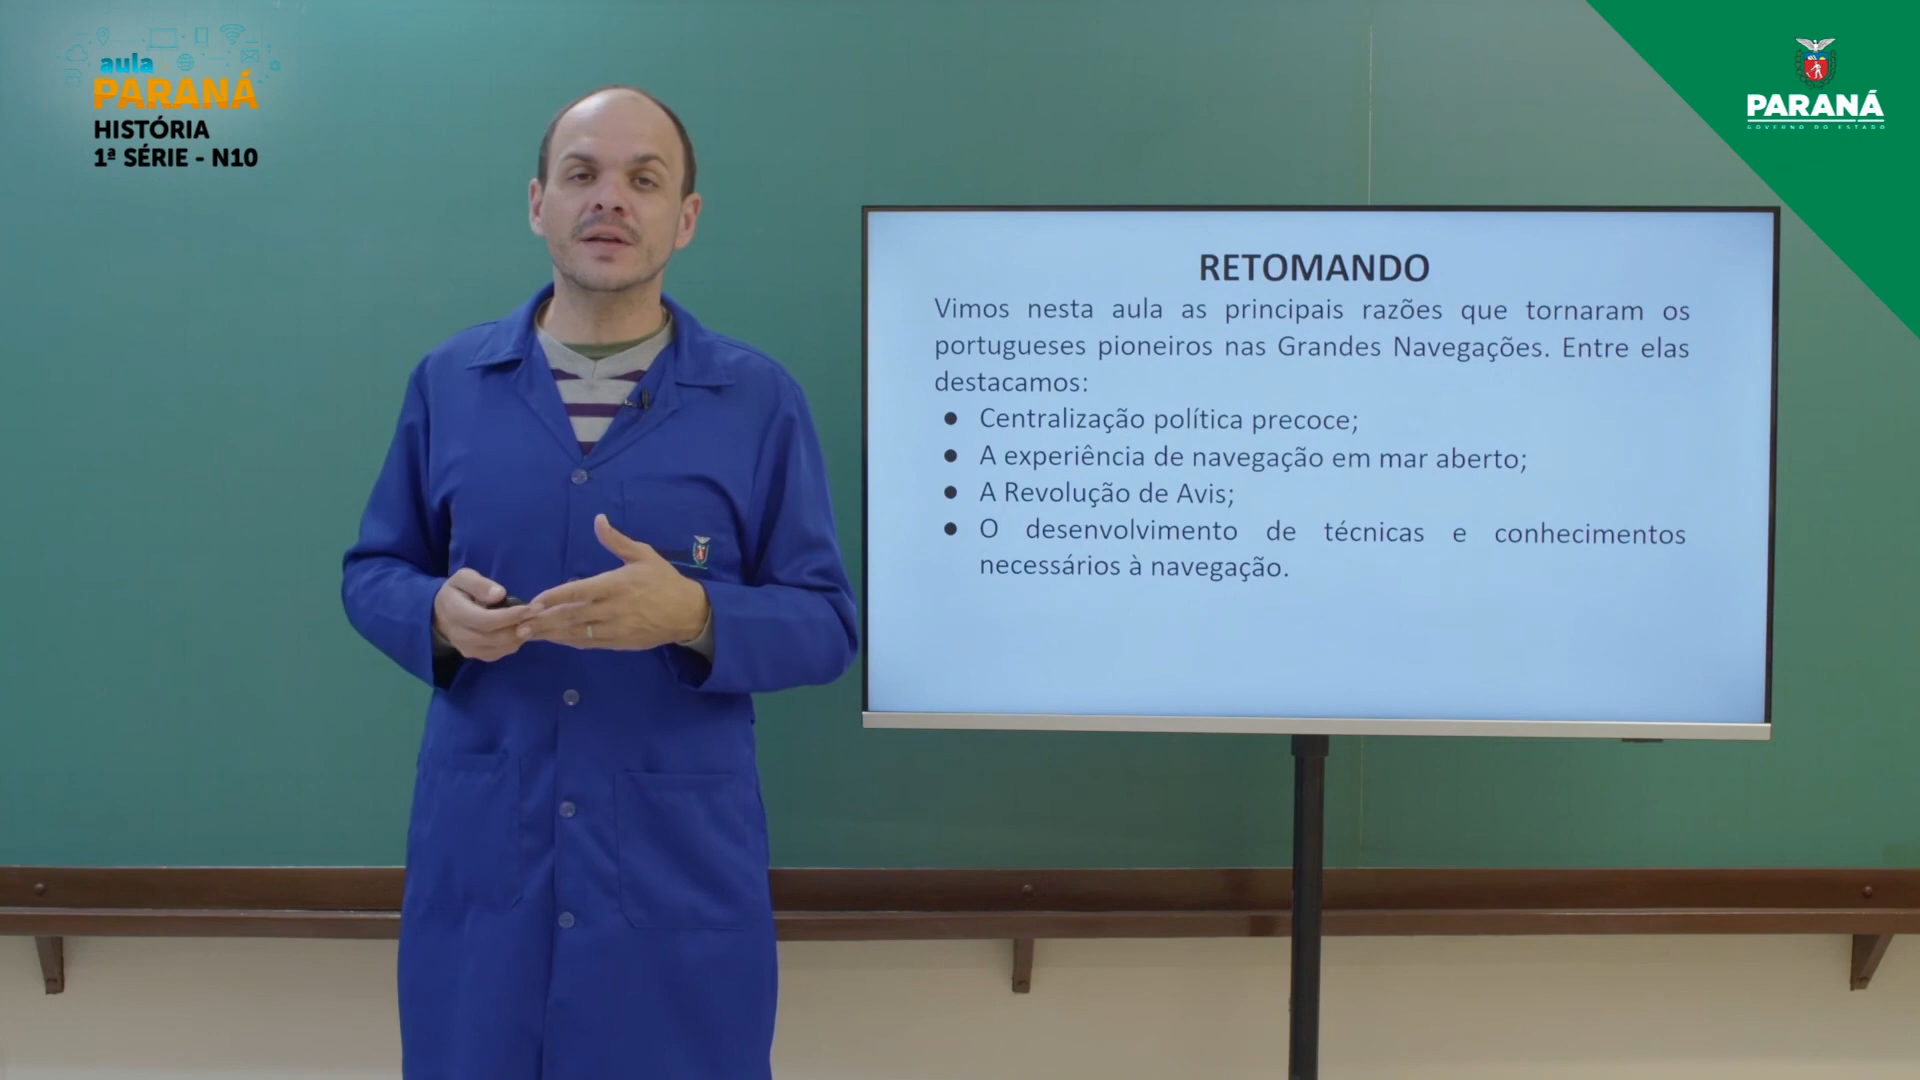 aula
PARANÁ
HISTÓRIA
1ª SÉRIE - N10
PARANÁ
GOVERNO DO ESTADO
RETOMANDO
Vimos nesta aula as principais razões que tornaram os
portugueses pioneiros nas Grandes Navegações. Entre elas
destacamos:
● Centralização política precoce;
● A experiência de navegação em mar aberto;
● A Revolução de Avis;
● O desenvolvimento de técnicas e conhecimentos
necessários à navegação.